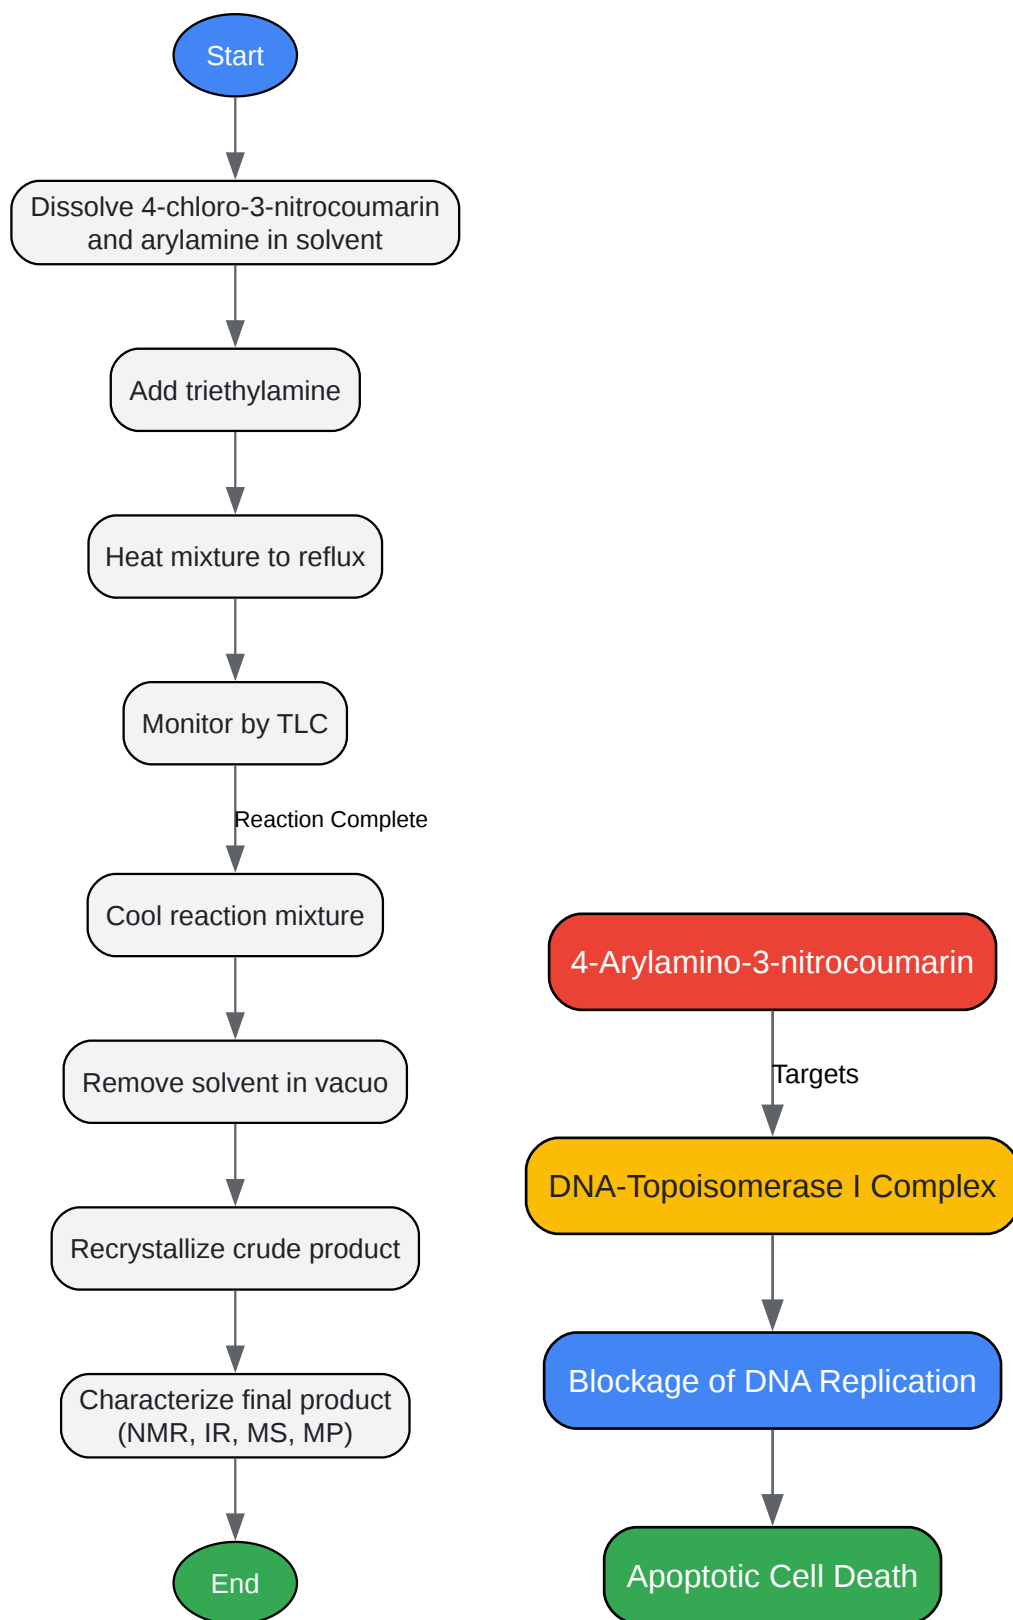 Start
Dissolve 4-chloro-3-nitrocoumarin
and arylamine in solvent
Add triethylamine
Heat mixture to reflux
Monitor by TLC
Reaction Complete
Cool reaction mixture
Remove solvent in vacuo
Recrystallize crude product
Characterize final product
(NMR, IR, MS, MP)
End
4-Arylamino-3-nitrocoumarin
Targets
DNA-Topoisomerase I Complex
Blockage of DNA Replication
Apoptotic Cell Death